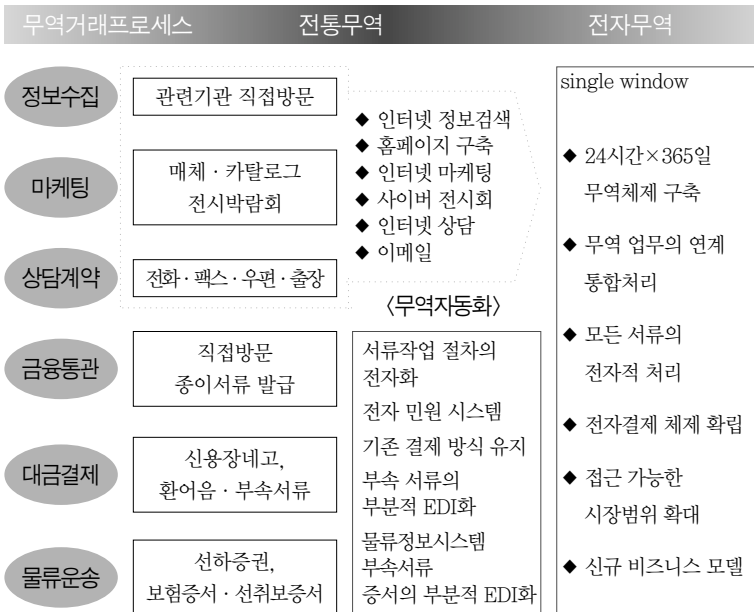 무역거래프로세스 전통무역 전자무역
정보수집
관련기관 직접방문
마케팅
매체 · 카탈로그
전시박람회
상담계약
전화 · 팩스 · 우편 · 출장
◆ 인터넷 정보검색
◆ 홈페이지 구축
◆ 인터넷 마케팅
◆ 사이버 전시회
◆ 인터넷 상담
◆ 이메일
〈무역자동화〉
금융통관
직접방문
종이서류 발급
대금결제
신용장네고,
환어음 · 부속서류
물류운송
선하증권,
보험증서 · 선취보증서
서류작업 절차의
전자화
전자 민원 시스템
기존 결제 방식 유지
부속 서류의
부분적 EDI화
물류정보시스템
부속서류
증서의 부분적 EDI화
single window
◆ 24시간×365일
무역체제 구축
◆ 무역 업무의 연계
통합처리
◆ 모든 서류의
전자적 처리
◆ 전자결제 체제 확립
◆ 접근 가능한
시장범위 확대
◆ 신규 비즈니스 모델